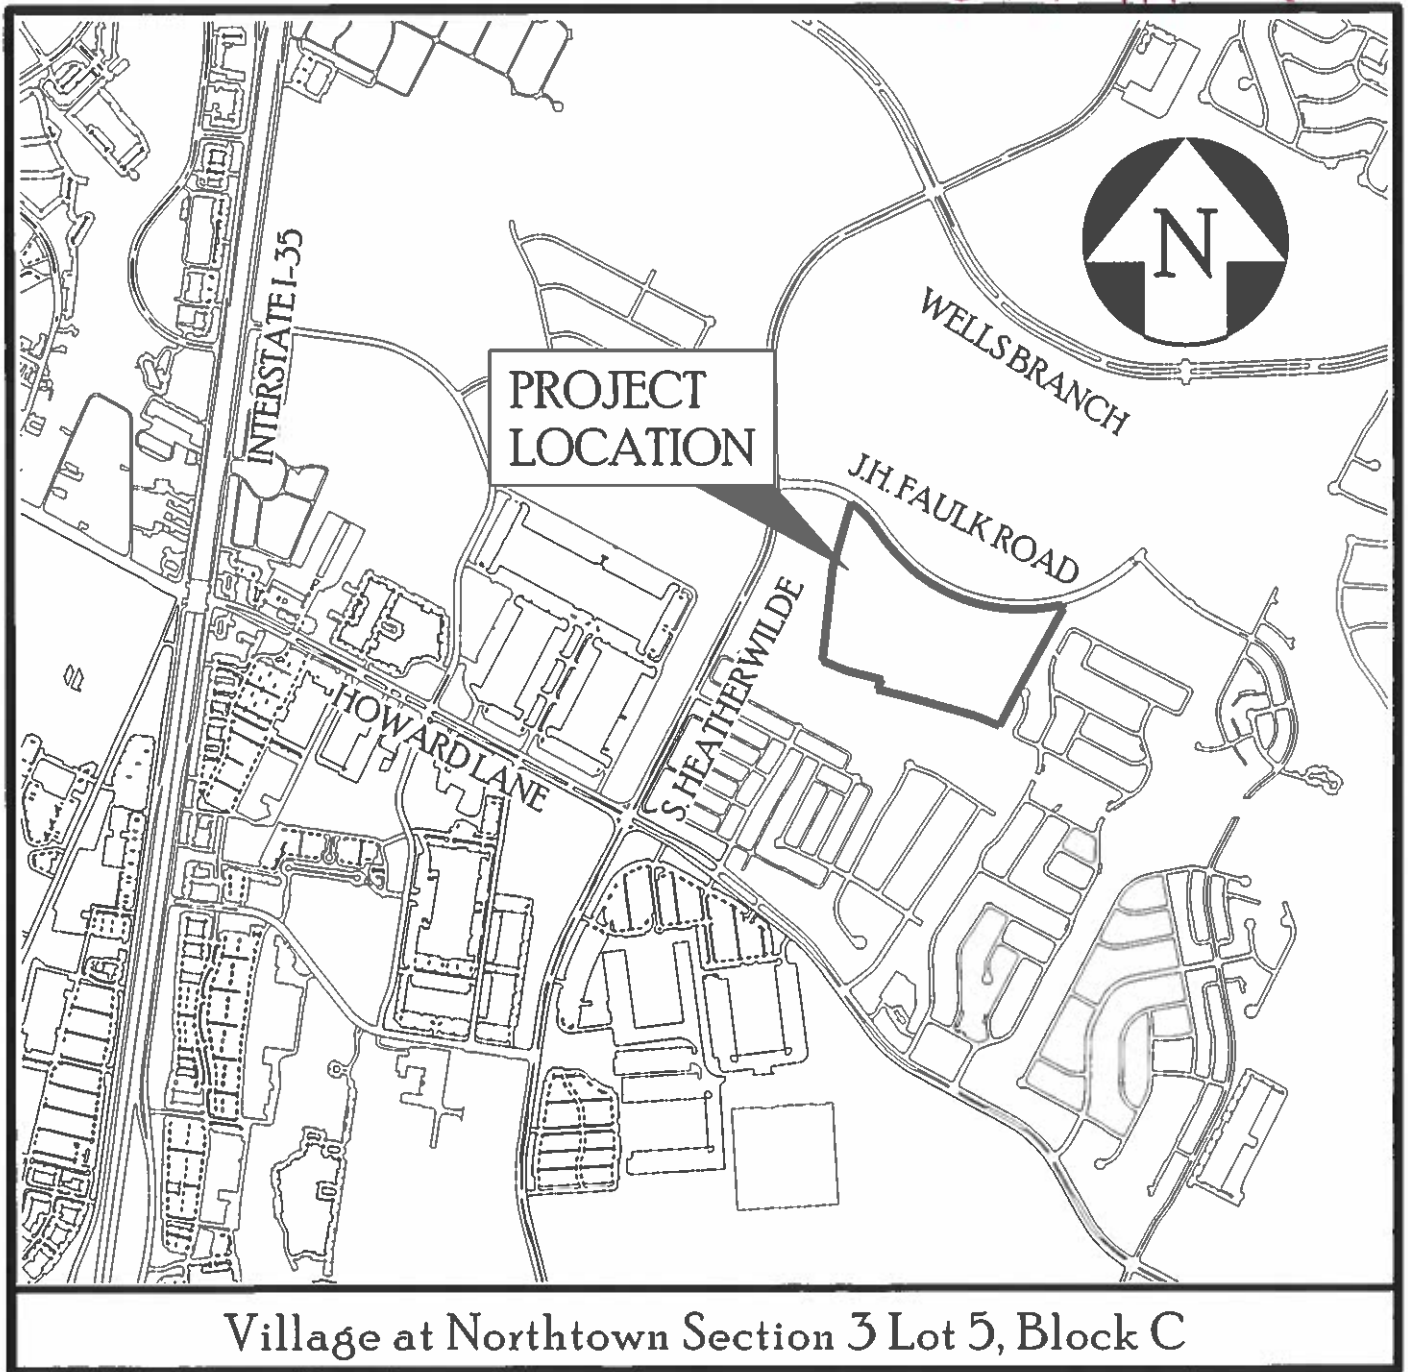 INTERSTATE I-35
N
WELLS BRANCH
PROJECT
LOCATION
J.H. FAULK ROAD
S. HEATHERWILDE
HOWARD LANE
Village at Northtown Section 3 Lot 5, Block C